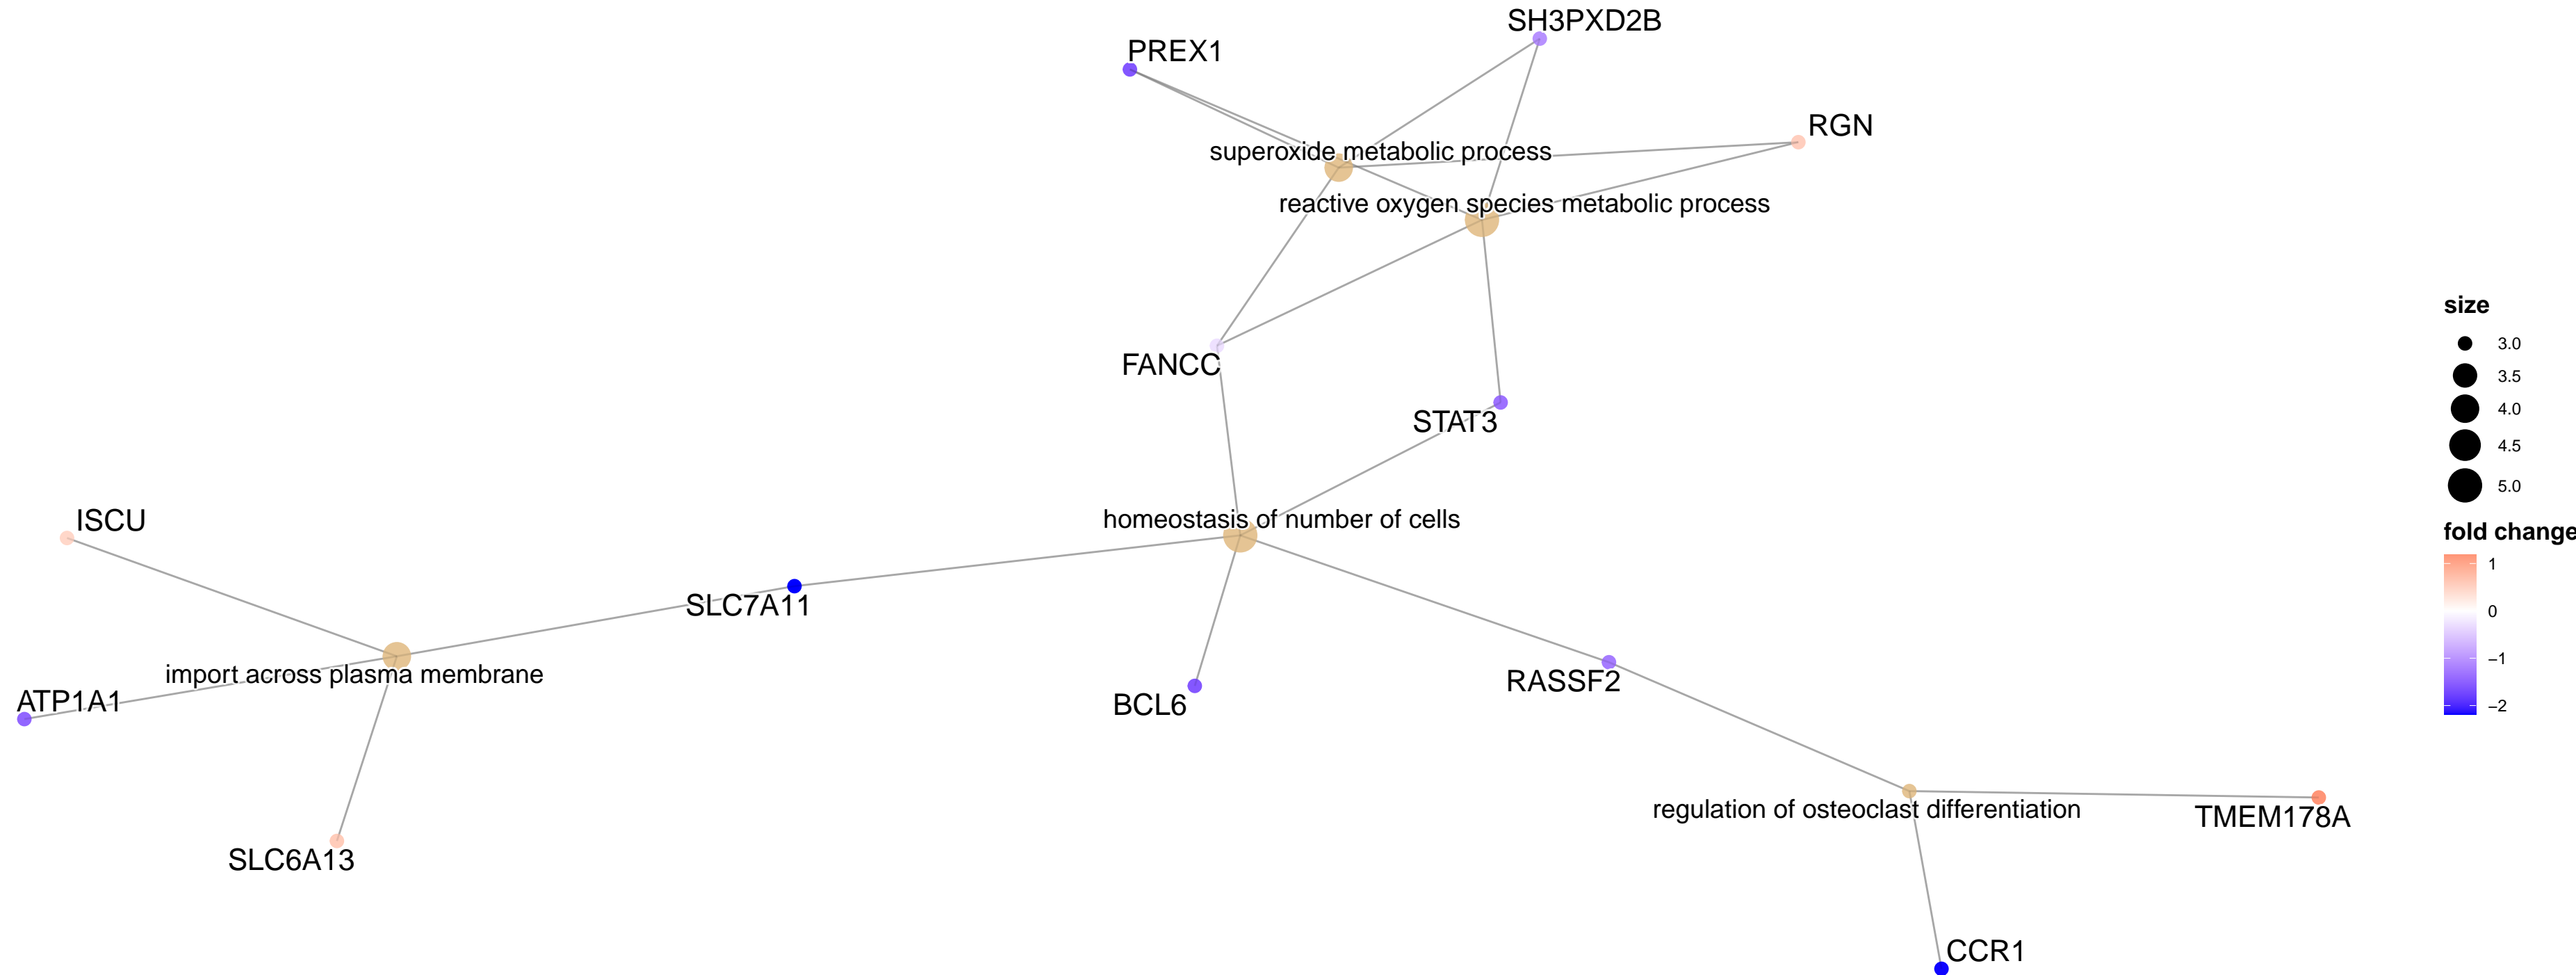 SH3PXD2B
PREX1
RGN
superoxide metabolic process
reactive oxygen species metabolic process
size
3.0
FANCC
3.5
4.0
STAT3
4.5
5.0
ISCU
homeostasis of number of cells
fold change
1
SLC7A11
0
import across plasma membrane
−1
RASSF2
ATP1A1
BCL6
−2
regulation of osteoclast differentiation
TMEM178A
SLC6A13
CCR1